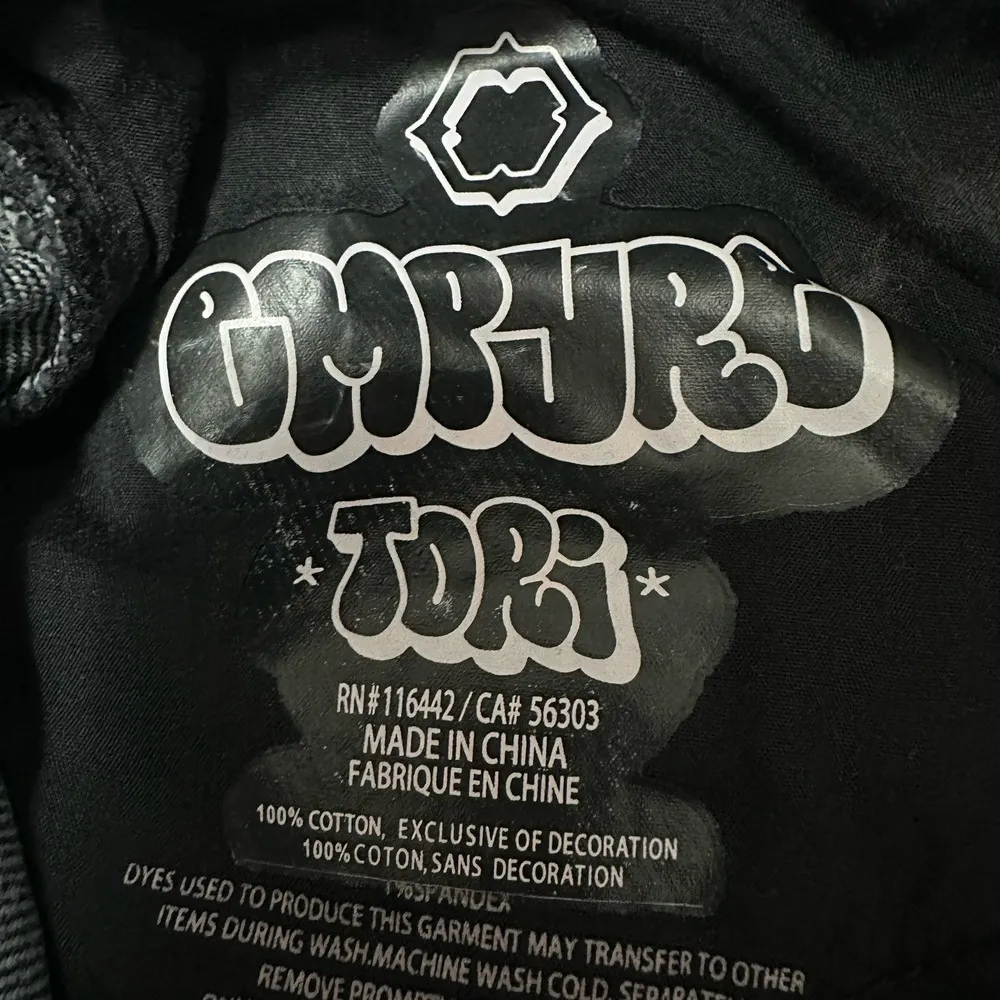 EMPYRE
* TORi *
RN#116442 / CA# 56303
MADE IN CHINA
FABRIQUE EN CHINE
100% COTTON, EXCLUSIVE OF DECORATION
100% COTON, SANS DECORATION
1%SPANDEX
DYES USED TO PRODUCE THIS GARMENT MAY TRANSFER TO OTHER
ITEMS DURING WASH.MACHINE WASH COLD.
REMOVE